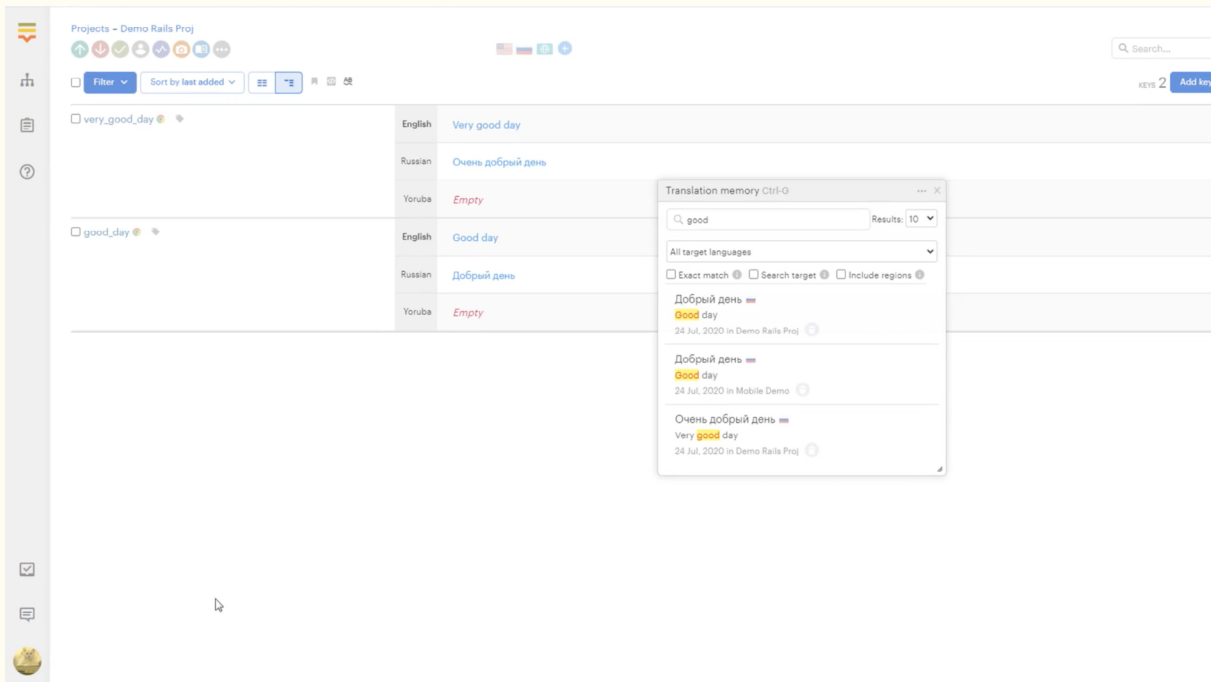 Projects – Demo Rails Proj
Search...
Filter
Sort by last added
KEYS 2
Add key
very_good_day
English Very good day
Russian Очень добрый день
Yoruba Empty
good_day
English Good day
Russian Добрый день
Yoruba Empty
Translation memory Ctrl-G
good
Results: 10
All target languages
Exact match Search target Include regions
Добрый день
Good day
24 Jul, 2020 in Demo Rails Proj
Добрый день
Good day
24 Jul, 2020 in Mobile Demo
Очень добрый день
Very good day
24 Jul, 2020 in Demo Rails Proj